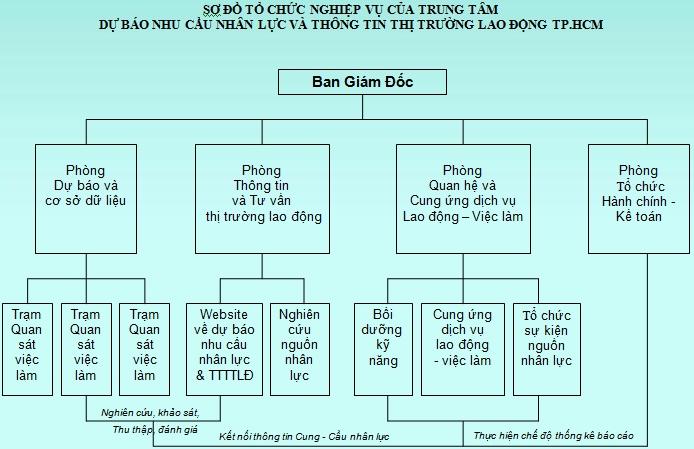 SƠ ĐỒ TỔ CHỨC NGHIỆP VỤ CỦA TRUNG TÂM
DỰ BÁO NHU CẦU NHÂN LỰC VÀ THÔNG TIN THỊ TRƯỜNG LAO ĐỘNG TP.HCM
Ban Giám Đốc
Phòng
Dự báo và
cơ sở dữ liệu
Phòng
Thông tin
và Tư vấn
thị trường lao động
Phòng
Quan hệ và
Cung ứng dịch vụ
Lao động – Việc làm
Phòng
Tổ chức
Hành chính -
Kế toán
Trạm
Quan
sát
việc
làm
Trạm
Quan
sát
việc
làm
Trạm
Quan
sát
việc
làm
Website
về dự báo
nhu cầu
nhân lực
& TTTTLĐ
Nghiên
cứu
nguồn
nhân
lực
Bồi
dưỡng
kỹ
năng
Cung ứng
dịch vụ
lao động
- việc làm
Tổ chức
sự kiện
nguồn
nhân lực
Nghiên cứu, khảo sát,
Thu thập, đánh giá
Kết nối thông tin Cung - Cầu nhân lực
Thực hiện chế độ thống kê báo cáo